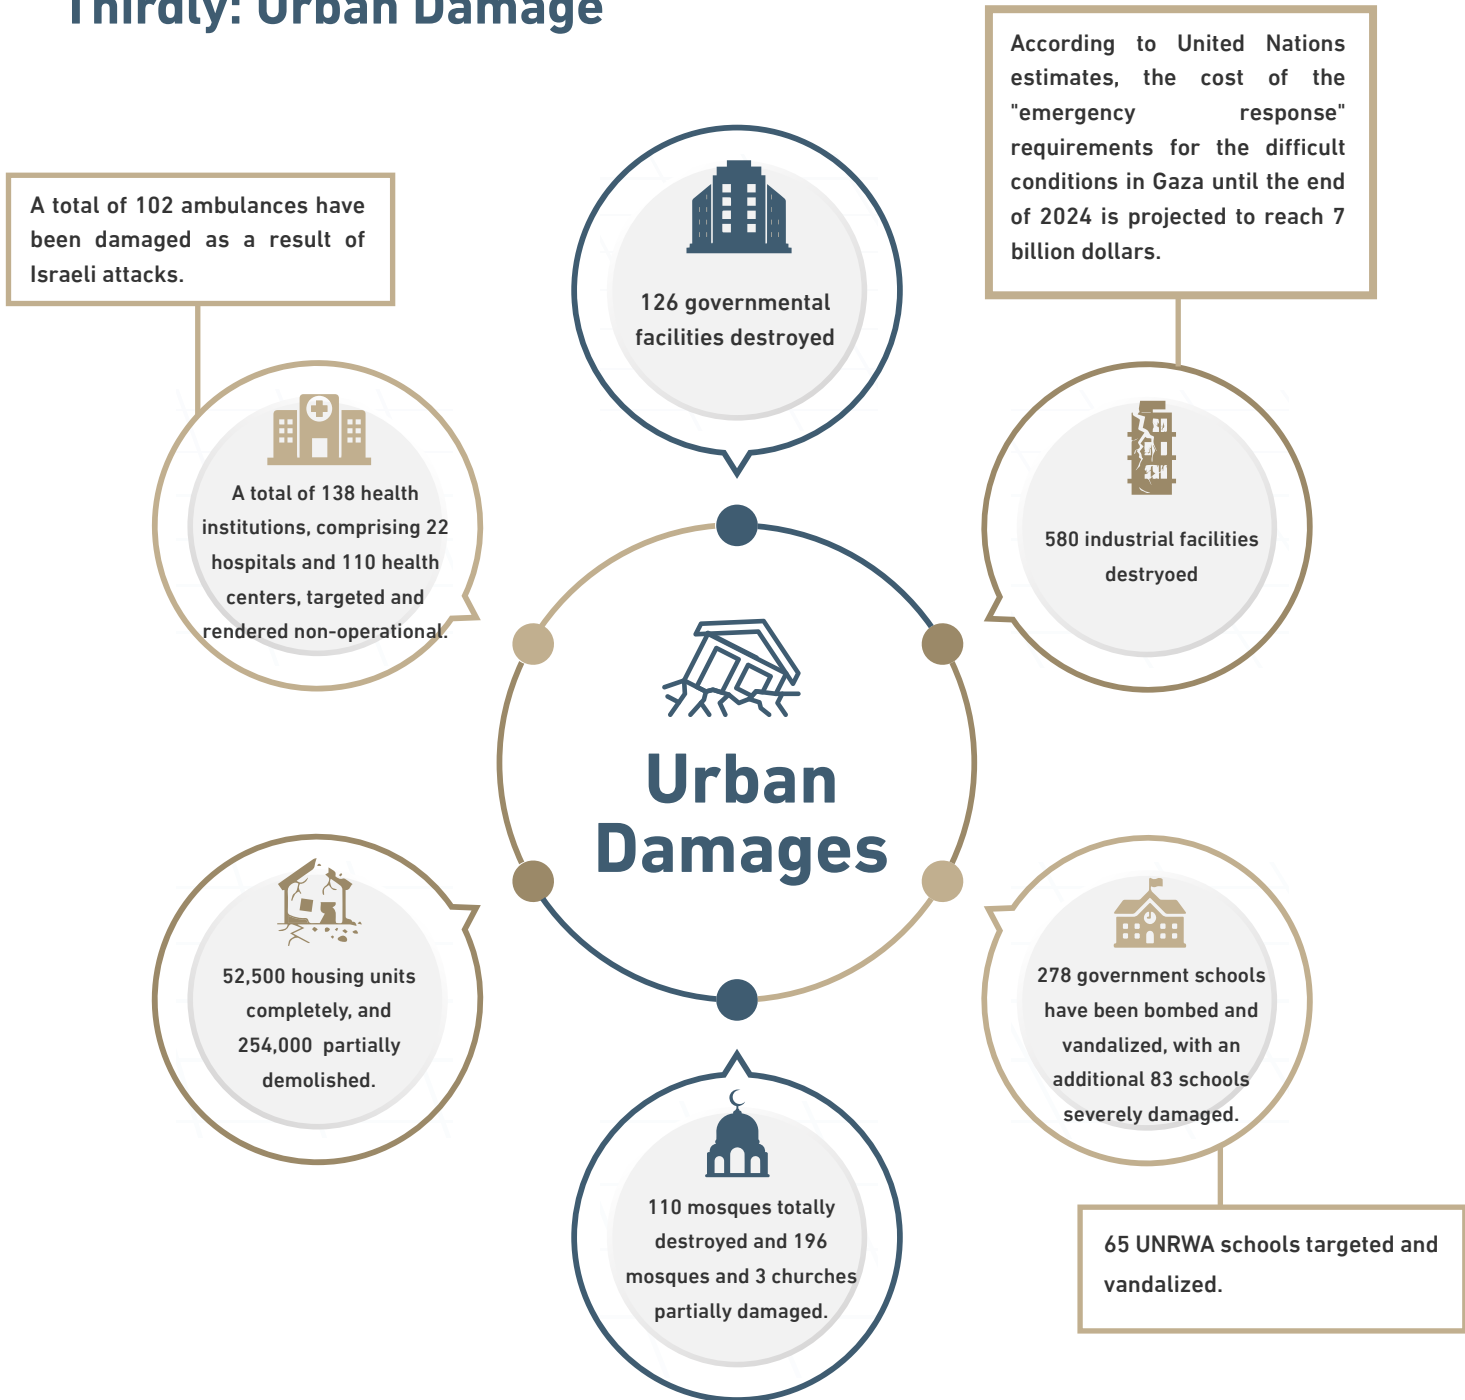 Thirdly: Urban Damage
According to United Nations
estimates, the cost of the
"emergency response"
requirements for the difficult
conditions in Gaza until the end
of 2024 is projected to reach 7
billion dollars.
A total of 102 ambulances have
been damaged as a result of
Israeli attacks.
126 governmental
facilities destroyed
A total of 138 health
institutions, comprising 22
hospitals and 110 health
centers, targeted and
rendered non-operational.
580 industrial facilities
destryoed
Urban
Damages
52,500 housing units
completely, and
254,000 partially
demolished.
278 government schools
have been bombed and
vandalized, with an
additional 83 schools
severely damaged.
110 mosques totally
destroyed and 196
mosques and 3 churches
partially damaged.
65 UNRWA schools targeted and
vandalized.